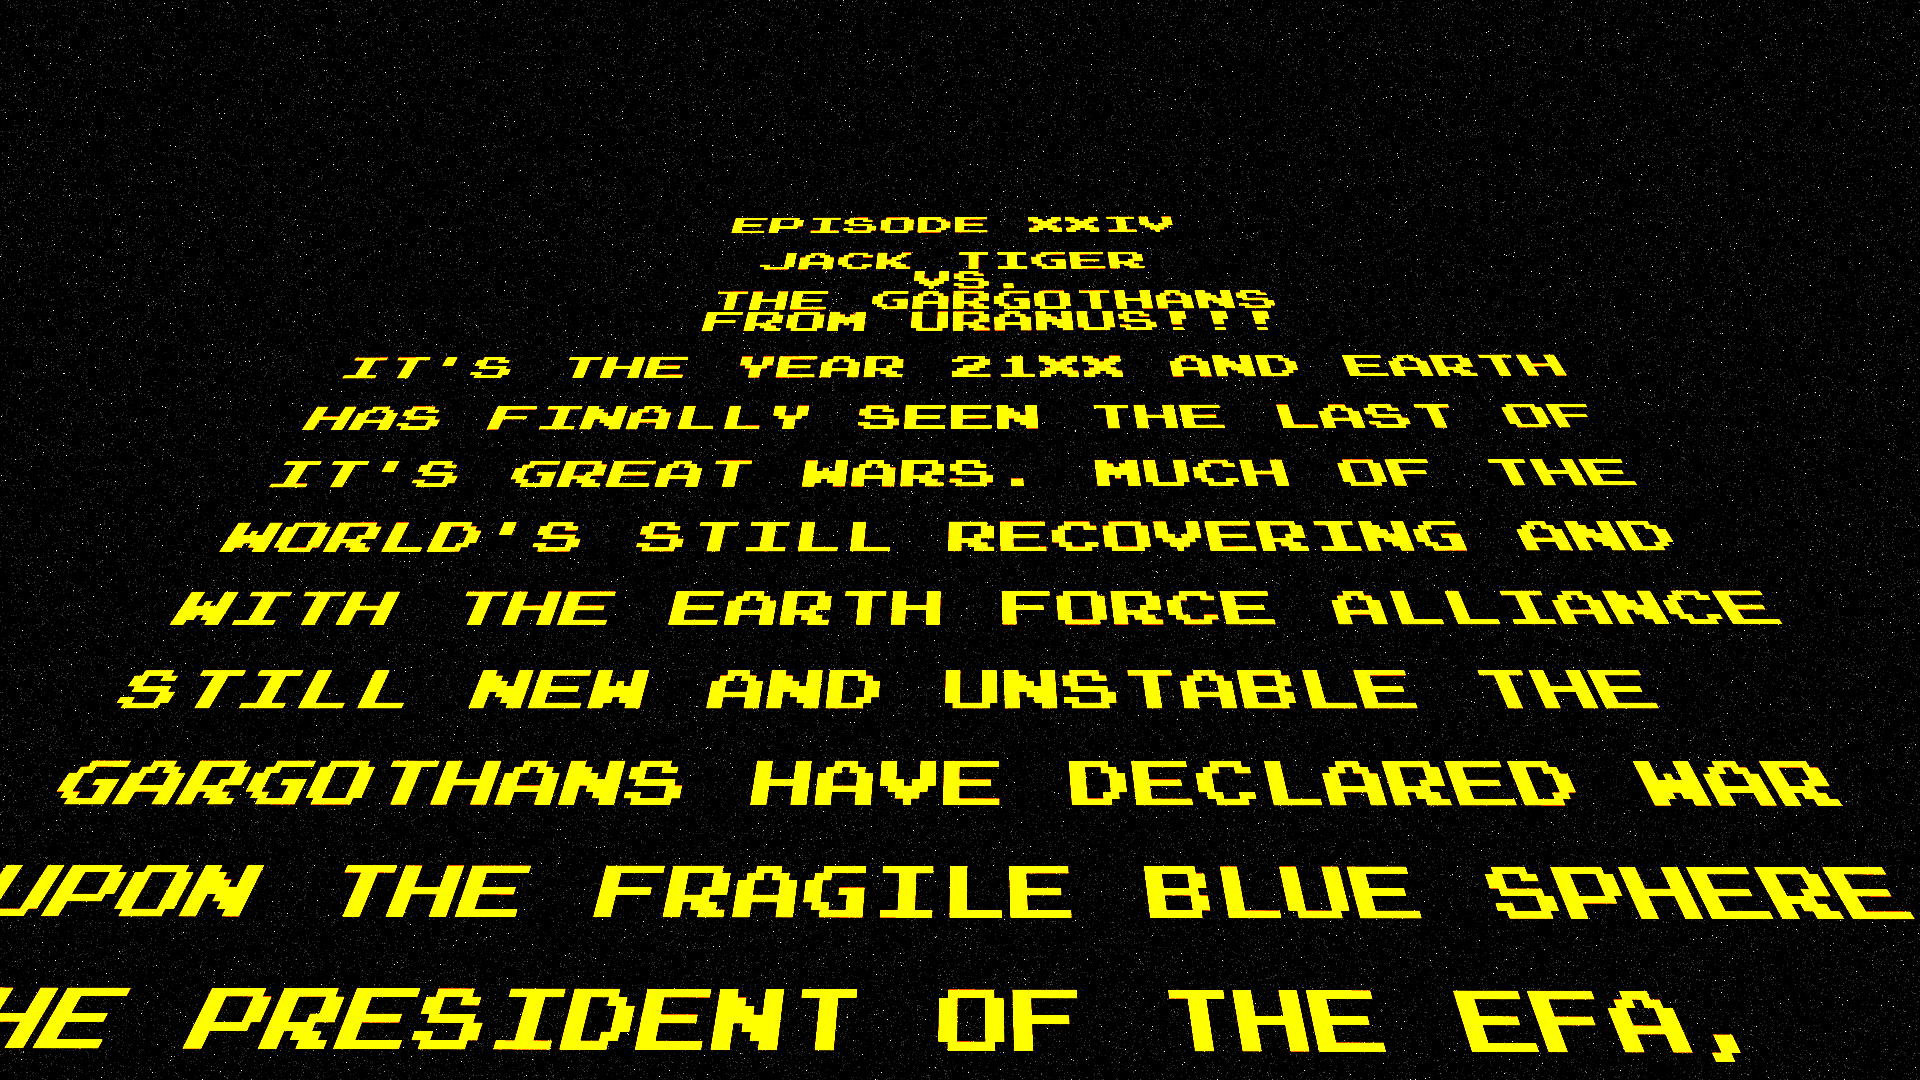 EPISODE XXIV
JACK TIGER
VS.
THE GARGOTHANS
FROM URANUS!!!
IT'S THE YEAR 21XX AND EARTH
HAS FINALLY SEEN THE LAST OF
IT'S GREAT WARS. MUCH OF THE
WORLD'S STILL RECOVERING AND
WITH THE EARTH FORCE ALLIANCE
STILL NEW AND UNSTABLE THE
GARGOTHANS HAVE DECLARED WAR
UPON THE FRAGILE BLUE SPHERE
HE PRESIDENT OF THE EFA,